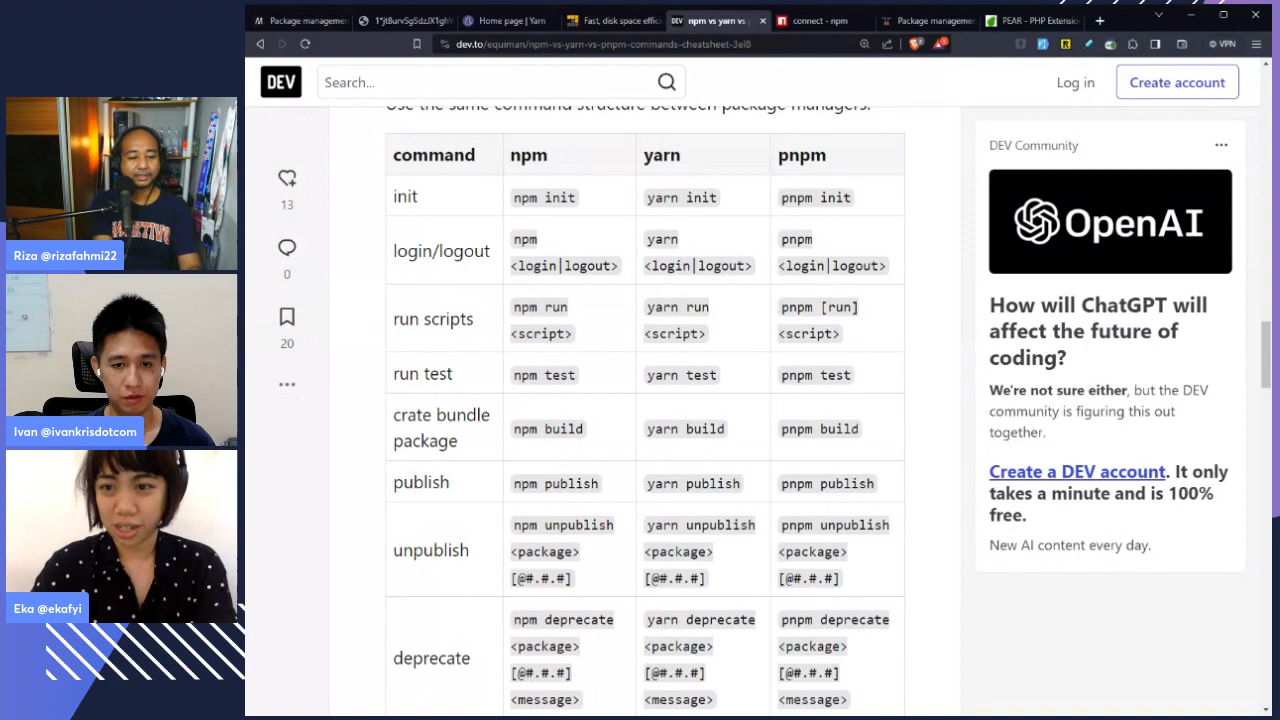 Package managemen
1*jt8urvSgSdzJX1gh
Home page | Yarn
Fast, disk space effici
npm vs yarn vs p
connect - npm
Package managemen
PEAR - PHP Extensio
dev.to/equiman/npm-vs-yarn-vs-pnpm-commands-cheatsheet-3el8
VPN
DEV
Search...
Log in
Create account
Use the same command structure between package managers.
command npm yarn pnpm
init npm init yarn init pnpm init
login/logout npm <login|logout> yarn <login|logout> pnpm <login|logout>
run scripts npm run <script> yarn run <script> pnpm [run] <script>
run test npm test yarn test pnpm test
crate bundle package npm build yarn build pnpm build
publish npm publish yarn publish pnpm publish
unpublish npm unpublish <package> [@#.#.#] yarn unpublish <package> [@#.#.#] pnpm unpublish <package> [@#.#.#]
deprecate npm deprecate <package> [@#.#.#] <message> yarn deprecate <package> [@#.#.#] <message> pnpm deprecate <package> [@#.#.#] <message>
13
0
20
DEV Community
OpenAI
How will ChatGPT will
affect the future of
coding?
We're not sure either, but the DEV
community is figuring this out
together.
Create a DEV account. It only
takes a minute and is 100%
free.
New AI content every day.
Riza @rizafahmi22
Ivan @ivankrisdotcom
Eka @ekafyi